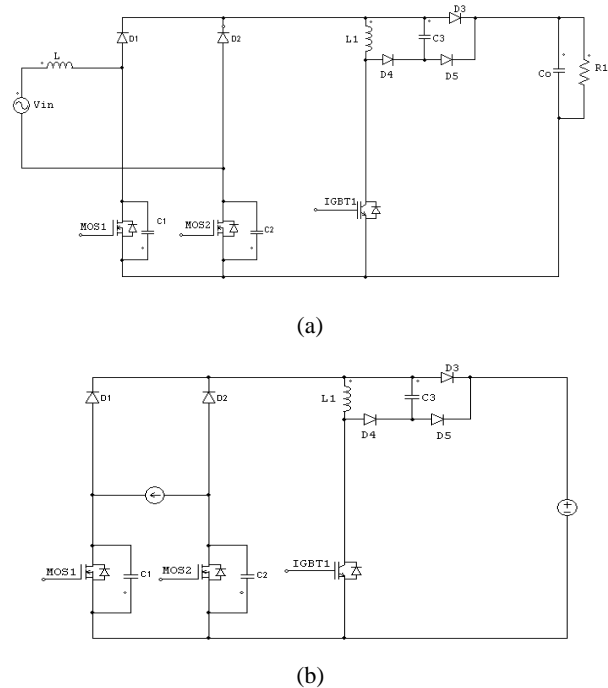 D3
D1
D2
L1
C3
L
D4
D5
Co
R1
Vin
MOS1
C1
MOS2
C2
IGBT1
(a)
D3
D1
D2
L1
C3
D4
D5
MOS1
C1
MOS2
C2
IGBT1
(b)